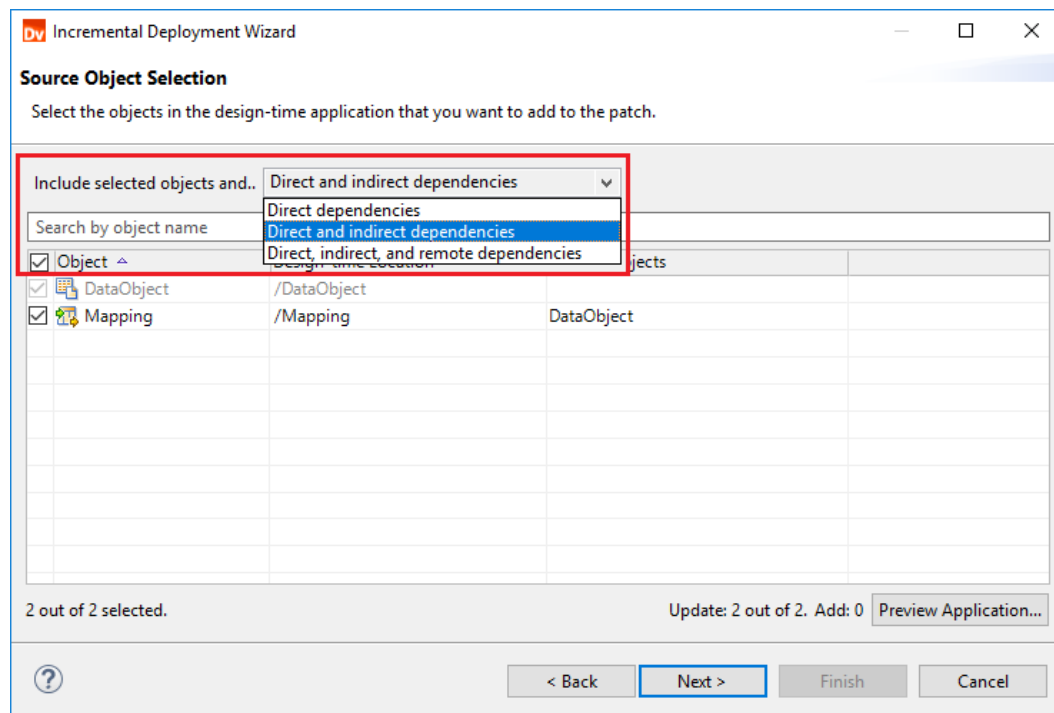 Dv Incremental Deployment Wizard
Source Object Selection
Select the objects in the design-time application that you want to add to the patch.
Include selected objects and.. Direct and indirect dependencies
Direct dependencies
Search by object name Direct and indirect dependencies
Direct, indirect, and remote dependencies
Object jects
DataObject /DataObject
Mapping /Mapping DataObject
2 out of 2 selected. Update: 2 out of 2. Add: 0 Preview Application...
? < Back Next > Finish Cancel